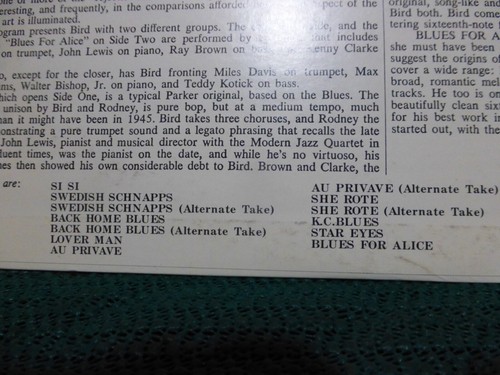 art is illuminated.
ogram presents Bird with two different groups. The
"Blues For Alice" on Side Two are performed by
includes
, trumpet, John Lewis on piano, Ray Brown on
Clarke
o, except for the closer, has Bird fronting Miles Davis on trumpet, Max
ms, Walter Bishop, Jr. on piano, and Teddy Kotick on bass.
hich opens Side One, is a typical Parker original, based on the Blues. The
unison by Bird and Rodney, is pure bop, but at a medium tempo, much
an it might have been in 1945. Bird takes three choruses, and Rodney the
onstrating a pure trumpet sound and a legato phrasing that recalls the late
John Lewis, pianist and musical director with the Modern Jazz Quartet in
quent times, was the pianist on the date, and while he's no virtuoso, his
es then showed his own considerable debt to Bird. Brown and Clarke, the
original, song-like and
Bird both. Bird come
tering sixteenth-note
BLUES FOR A
she must have been
suggest the origins of
cover a wide range:
broad, romantic mel
tracks. He too is on
beautifully clean six
for his best work i
started out, with the
are:
SI SI
SWEDISH SCHNAPPS
SWEDISH SCHNAPPS (Alternate Take)
BACK HOME BLUES
BACK HOME BLUES (Alternate Take)
LOVER MAN
AU PRIVAVE
AU PRIVAVE (Alternate Take)
SHE ROTE
SHE ROTE (Alternate Take)
K.C.BLUES
STAR EYES
BLUES FOR ALICE